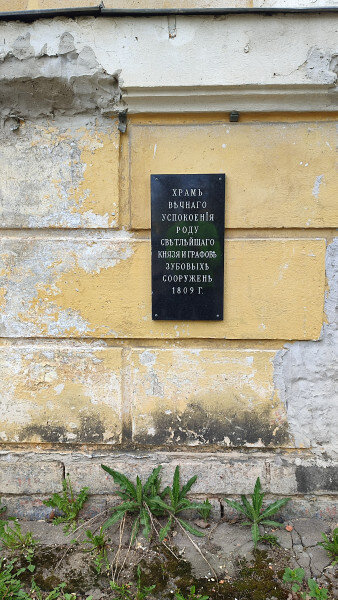 ХРАМЪ
ВѢЧНАГО
УСПОКОЕНІЯ
РОДУ
СВѢТЛѢЙШАГО
КНЯЗЯ И ГРАФОВЪ
ЗУБОВЫХЪ
СООРУЖЕНЪ
1809 Г.